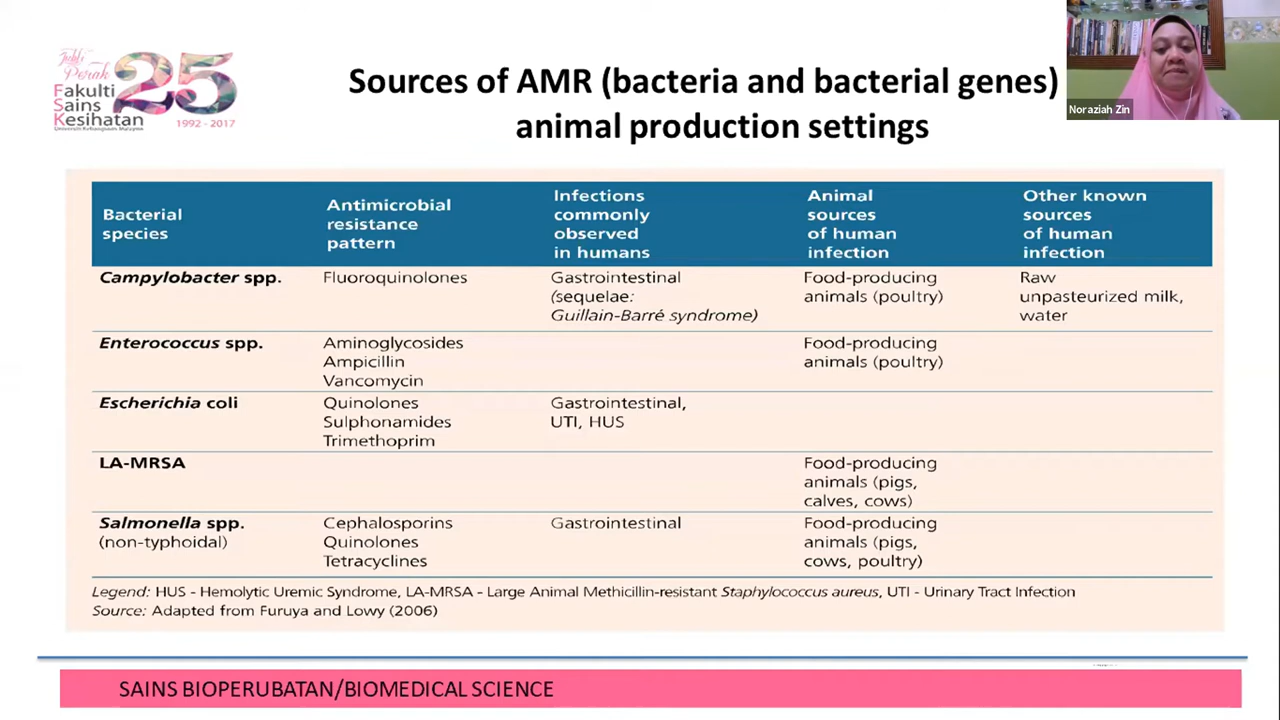 Jubli
Perak
25
Fakulti
Sains
Kesihatan
Universiti Kebangsaan Malaysia
1992 - 2017
Sources of AMR (bacteria and bacterial genes)
animal production settings
Noraziah Zin
Bacterial
species
Antimicrobial
resistance
pattern
Infections
commonly
observed
in humans
Animal
sources
of human
infection
Other known
sources
of human
infection
Campylobacter spp.
Fluoroquinolones
Gastrointestinal
(sequelae:
Guillain-Barré syndrome)
Food-producing
animals (poultry)
Raw
unpasteurized milk,
water
Enterococcus spp.
Aminoglycosides
Ampicillin
Vancomycin
Food-producing
animals (poultry)
Escherichia coli
Quinolones
Sulphonamides
Trimethoprim
Gastrointestinal,
UTI, HUS
LA-MRSA
Food-producing
animals (pigs,
calves, cows)
Salmonella spp.
(non-typhoidal)
Cephalosporins
Quinolones
Tetracyclines
Gastrointestinal
Food-producing
animals (pigs,
cows, poultry)
Legend: HUS - Hemolytic Uremic Syndrome, LA-MRSA - Large Animal Methicillin-resistant Staphylococcus aureus, UTI - Urinary Tract Infection
Source: Adapted from Furuya and Lowy (2006)
SAINS BIOPERUBATAN/BIOMEDICAL SCIENCE